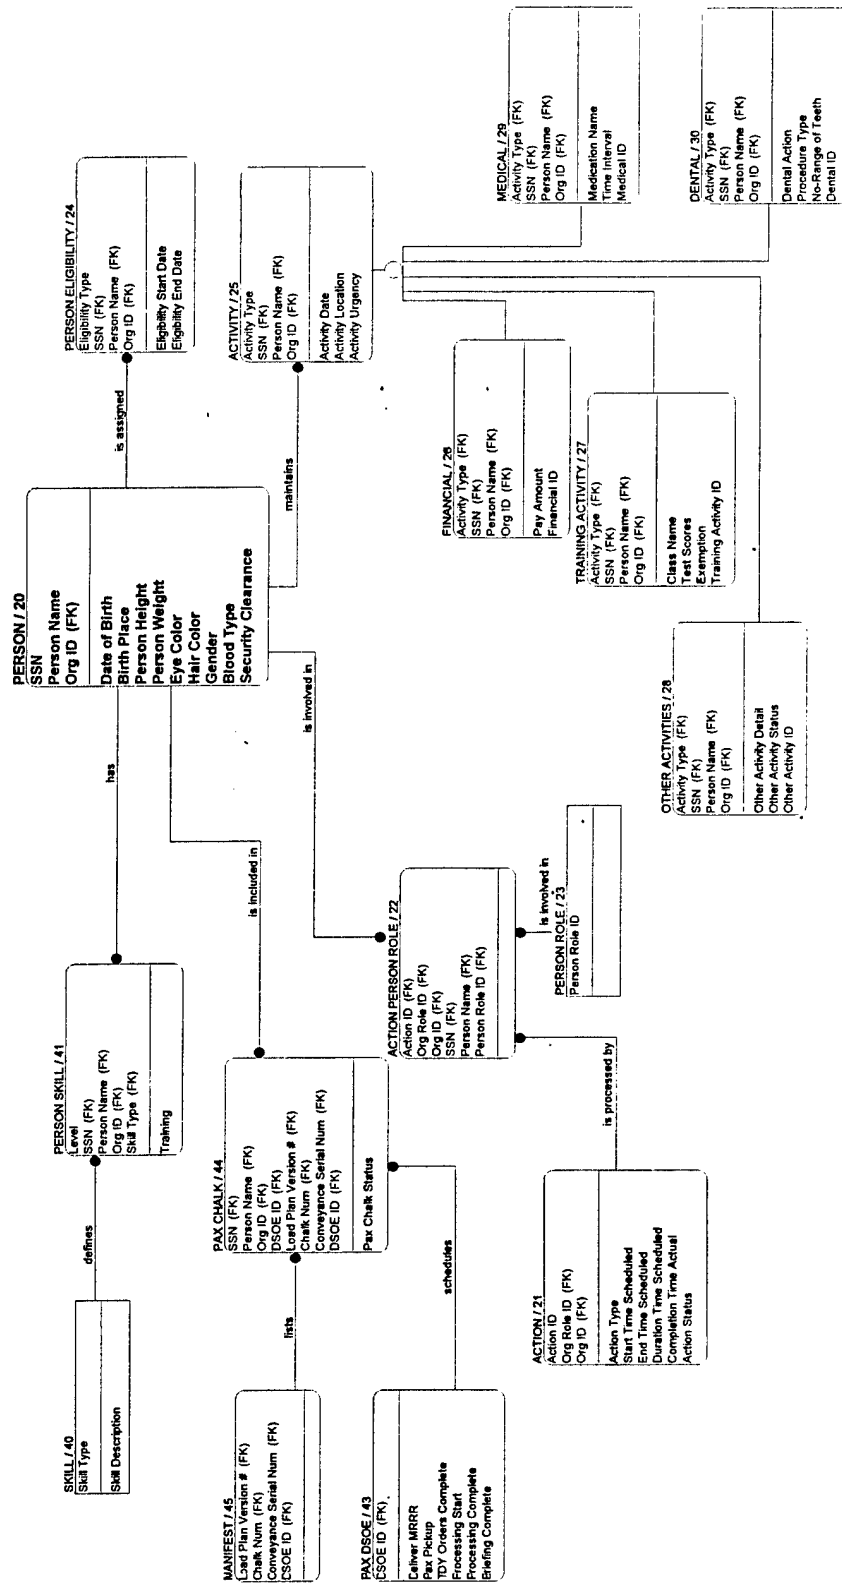 SKILL / 40
Skill Type
Skill Description
defines
PERSON SKILL / 41
Level
SSN (FK)
Person Name (FK)
Org ID (FK)
Skill Type (FK)
Training
has
PERSON / 20
SSN
Person Name
Org ID (FK)
Date of Birth
Birth Place
Person Height
Person Weight
Eye Color
Hair Color
Gender
Blood Type
Security Clearance
is assigned
PERSON ELIGIBILITY / 24
Eligibility Type
SSN (FK)
Person Name (FK)
Org ID (FK)
Eligibility Start Date
Eligibility End Date
MANIFEST / 45
Load Plan Version # (FK)
Chalk Num (FK)
Conveyance Serial Num (FK)
DSOE ID (FK)
lists
PAX CHALK / 44
SSN (FK)
Person Name (FK)
Org ID (FK)
DSOE ID (FK)
Load Plan Version # (FK)
Chalk Num (FK)
Conveyance Serial Num (FK)
DSOE ID (FK)
Pax Chalk Status
is included in
maintains
ACTIVITY / 25
Activity Type
SSN (FK)
Person Name (FK)
Org ID (FK)
Activity Date
Activity Location
Activity Urgency
PAX DSOE / 43
DSOE ID (FK)
Deliver MRRR
Pax Pickup
TDY Orders Complete
Processing Start
Processing Complete
Briefing Complete
schedules
ACTION PERSON ROLE / 22
Action ID (FK)
Org Role ID (FK)
Org ID (FK)
SSN (FK)
Person Name (FK)
Person Role ID (FK)
is involved in
FINANCIAL / 26
Activity Type (FK)
SSN (FK)
Person Name (FK)
Org ID (FK)
Pay Amount
Financial ID
MEDICAL / 29
Activity Type (FK)
SSN (FK)
Person Name (FK)
Org ID (FK)
Medication Name
Time Interval
Medical ID
ACTION / 21
Action ID
Org Role ID (FK)
Org ID (FK)
Action Type
Start Time Scheduled
End Time Scheduled
Duration Time Scheduled
Completion Time Actual
Action Status
is processed by
is involved in
PERSON ROLE / 23
Person Role ID
TRAINING ACTIVITY / 27
Activity Type (FK)
SSN (FK)
Person Name (FK)
Org ID (FK)
Class Name
Test Scores
Exemption
Training Activity ID
OTHER ACTIVITIES / 28
Activity Type (FK)
SSN (FK)
Person Name (FK)
Org ID (FK)
Other Activity Detail
Other Activity Status
Other Activity ID
DENTAL / 30
Activity Type (FK)
SSN (FK)
Person Name (FK)
Org ID (FK)
Dental Action
Procedure Type
No-Range of Teeth
Dental ID